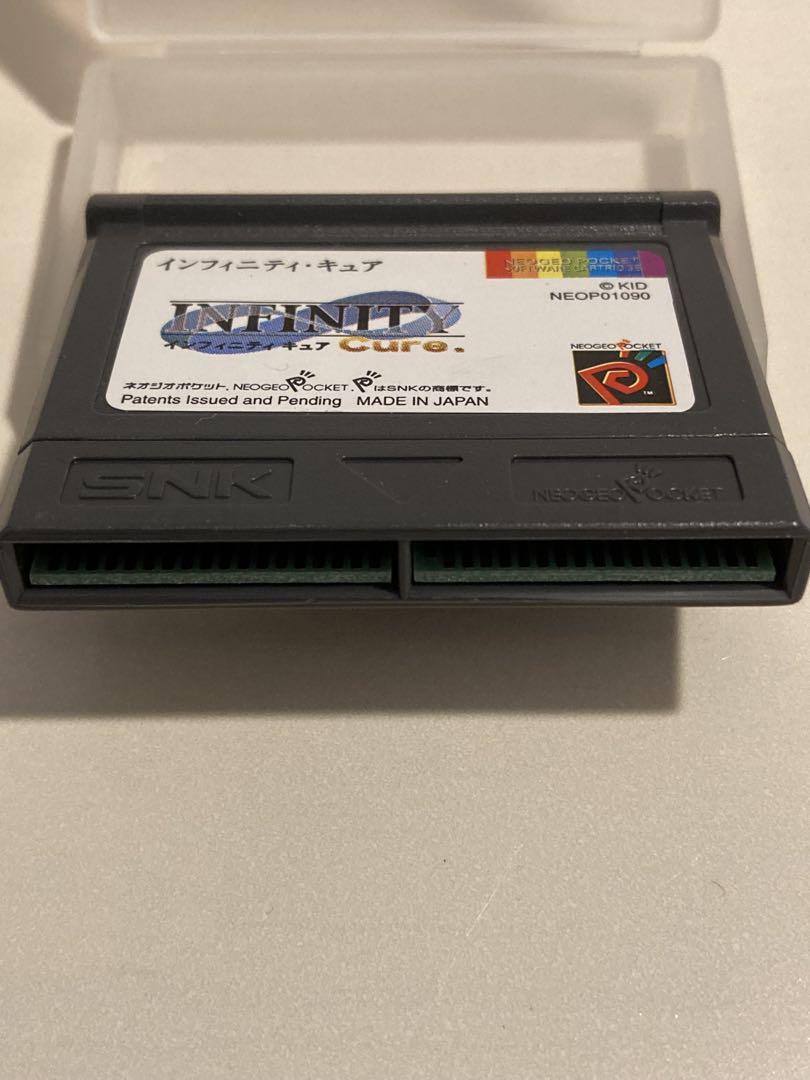 インフィニティ・キュア
NEOGEO POCKET
SOFTWARE CARTRIDGE
© KID
NEOP01090
INFINITY
インフィニティ キュア Cure.
NEOGEO POCKET
TM
ネオジオポケット, NEOGEO POCKET, PはSNKの商標です。
Patents Issued and Pending MADE IN JAPAN
SNK
NEOGEO POCKET